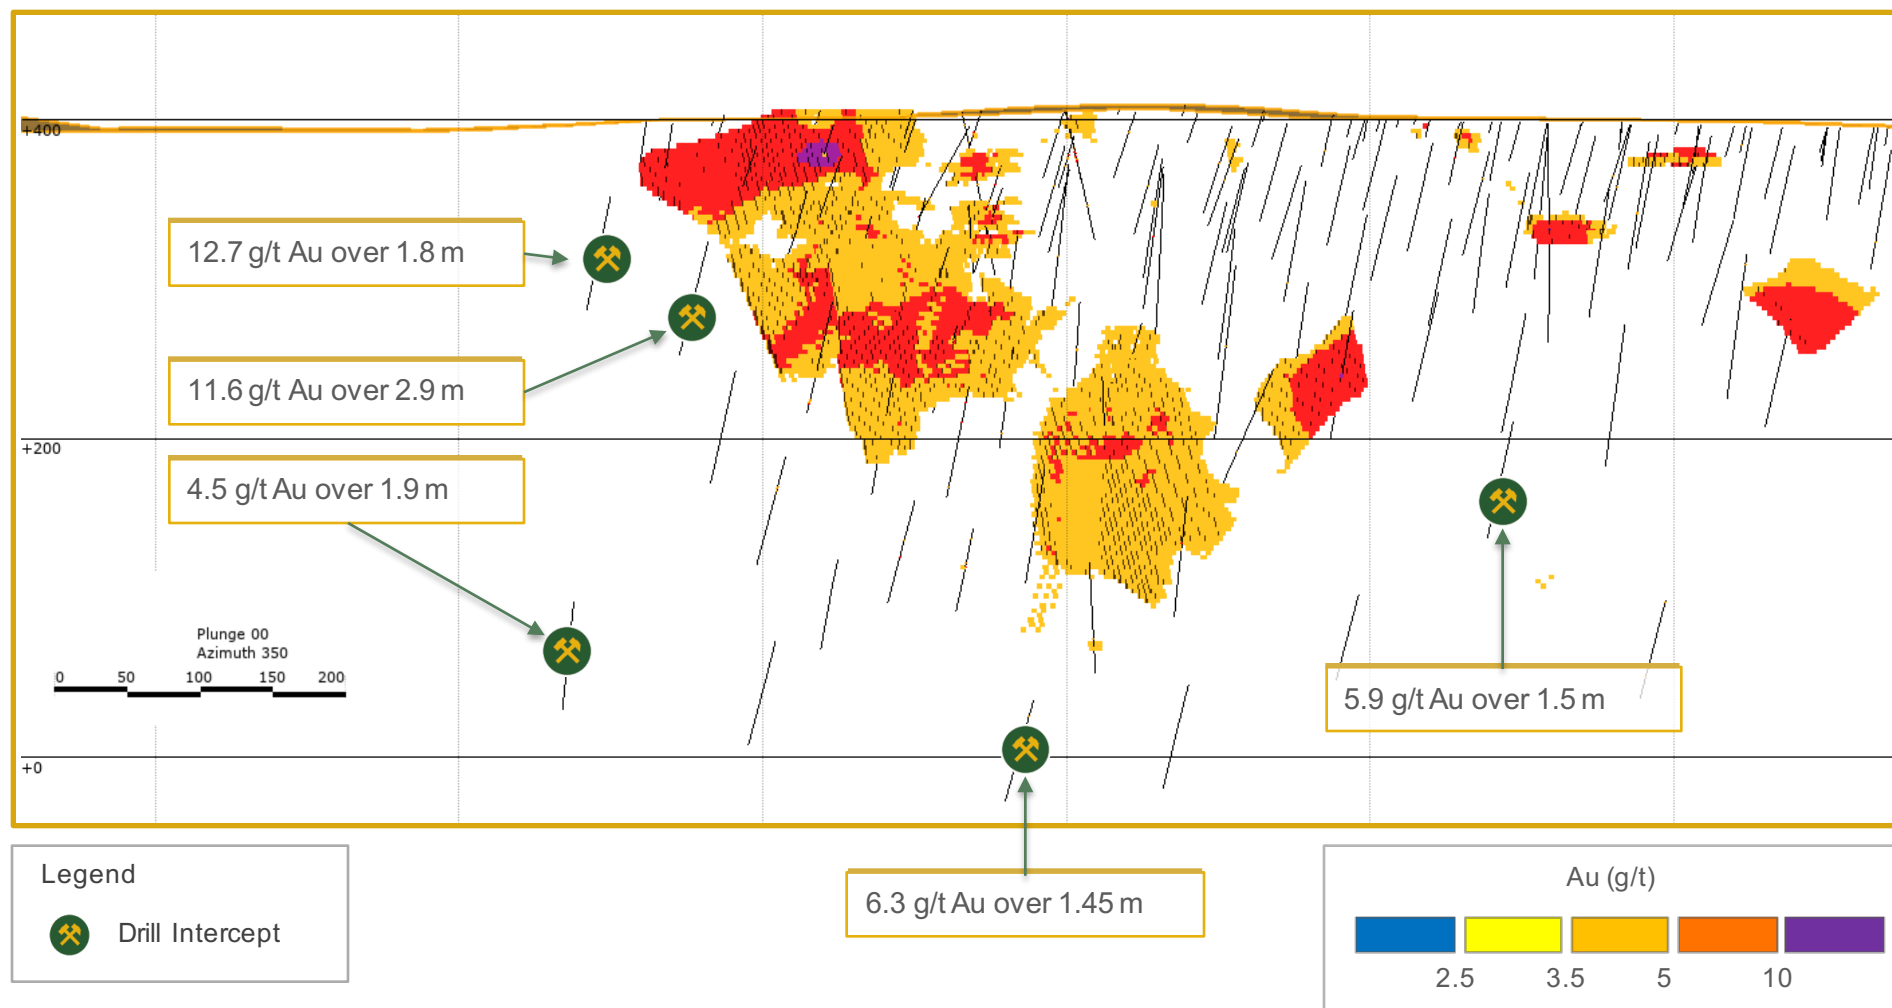 +400
12.7 g/t Au over 1.8 m
11.6 g/t Au over 2.9 m
+200
4.5 g/t Au over 1.9 m
Plunge 00
Azimuth 350
0 50 100 150 200
5.9 g/t Au over 1.5 m
+0
6.3 g/t Au over 1.45 m
Legend
Drill Intercept
Au (g/t)
2.5 3.5 5 10